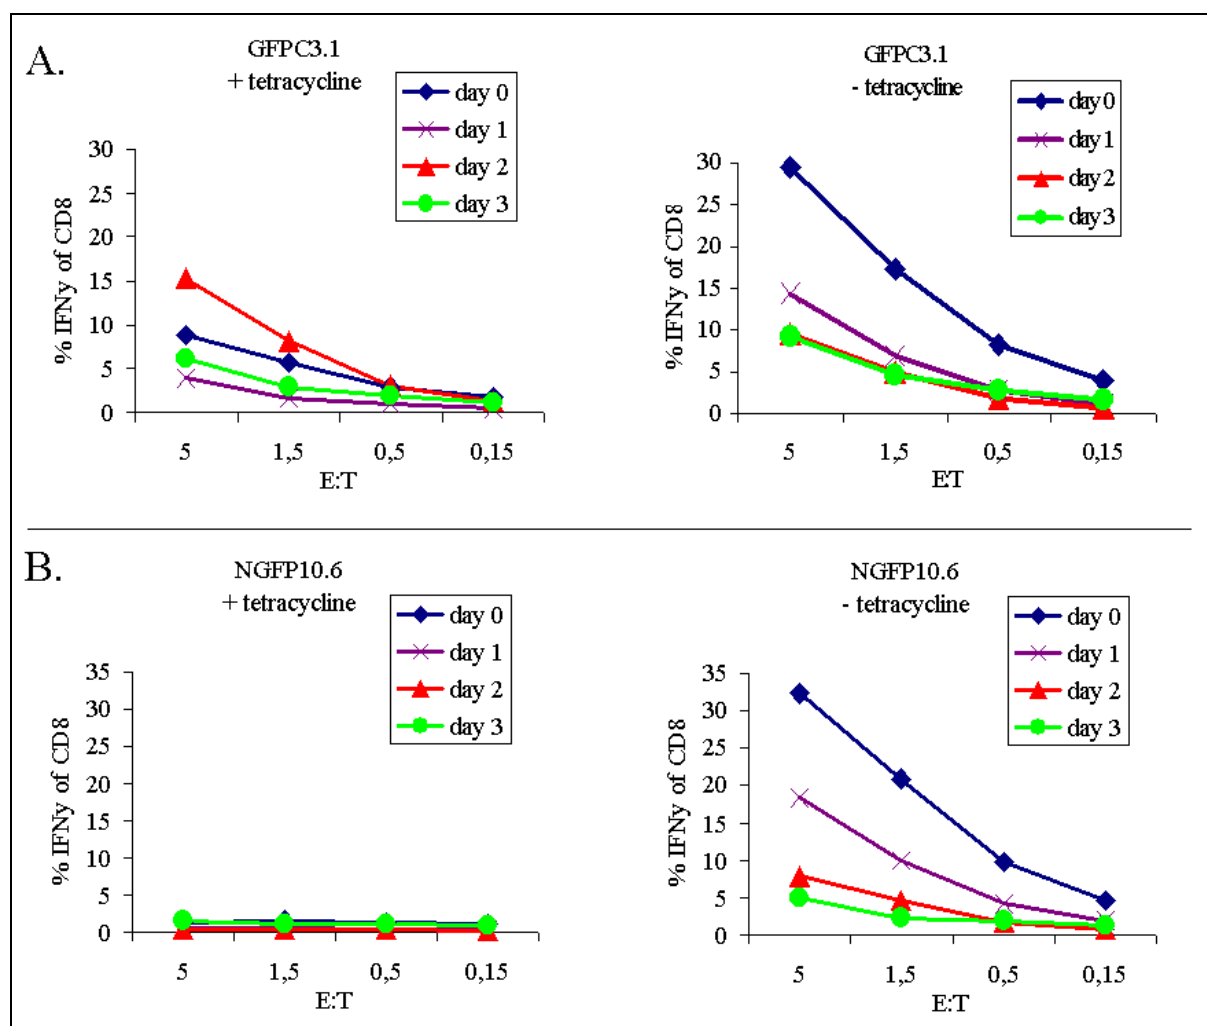 A.
GFPC3.1
+ tetracycline
day 0
day 1
day 2
day 3
% IFNy of CD8
30
25
20
15
10
5
0
5 1,5 0,5 0,15
E:T
GFPC3.1
- tetracycline
day 0
day 1
day 2
day 3
% IFNy of CD8
30
25
20
15
10
5
0
5 1,5 0,5 0,15
E:T
B.
NGFP10.6
+ tetracycline
day 0
day 1
day 2
day 3
% IFNy of CD8
35
30
25
20
15
10
5
0
5 1,5 0,5 0,15
E:T
NGFP10.6
- tetracycline
day 0
day 1
day 2
day 3
% IFNy of CD8
35
30
25
20
15
10
5
0
5 1,5 0,5 0,15
E:T